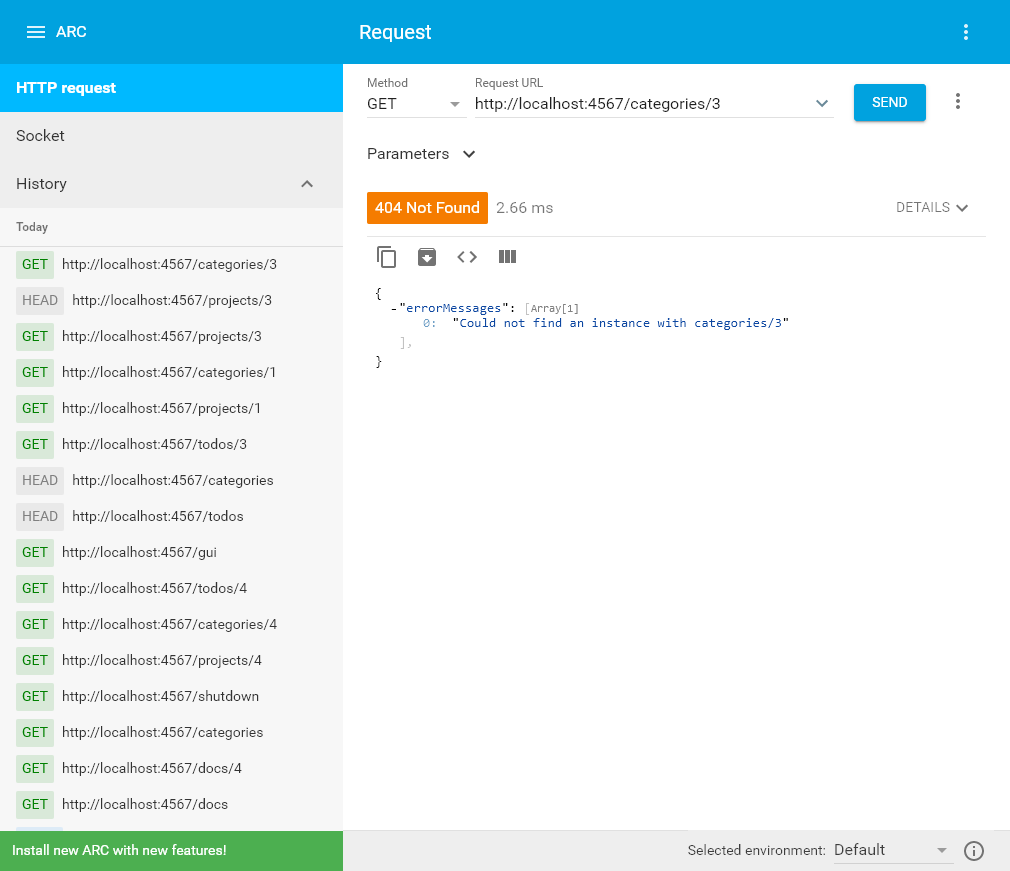 ARC
Request
HTTP request
Socket
History
Today
GET http://localhost:4567/categories/3
HEAD http://localhost:4567/projects/3
GET http://localhost:4567/projects/3
GET http://localhost:4567/categories/1
GET http://localhost:4567/projects/1
GET http://localhost:4567/todos/3
HEAD http://localhost:4567/categories
HEAD http://localhost:4567/todos
GET http://localhost:4567/gui
GET http://localhost:4567/todos/4
GET http://localhost:4567/categories/4
GET http://localhost:4567/projects/4
GET http://localhost:4567/shutdown
GET http://localhost:4567/categories
GET http://localhost:4567/docs/4
GET http://localhost:4567/docs
Install new ARC with new features!
Method Request URL
GET http://localhost:4567/categories/3 SEND
Parameters
404 Not Found 2.66 ms DETAILS
{
-"errorMessages": [Array[1]
0: "Could not find an instance with categories/3"
],
}
Selected environment: Default